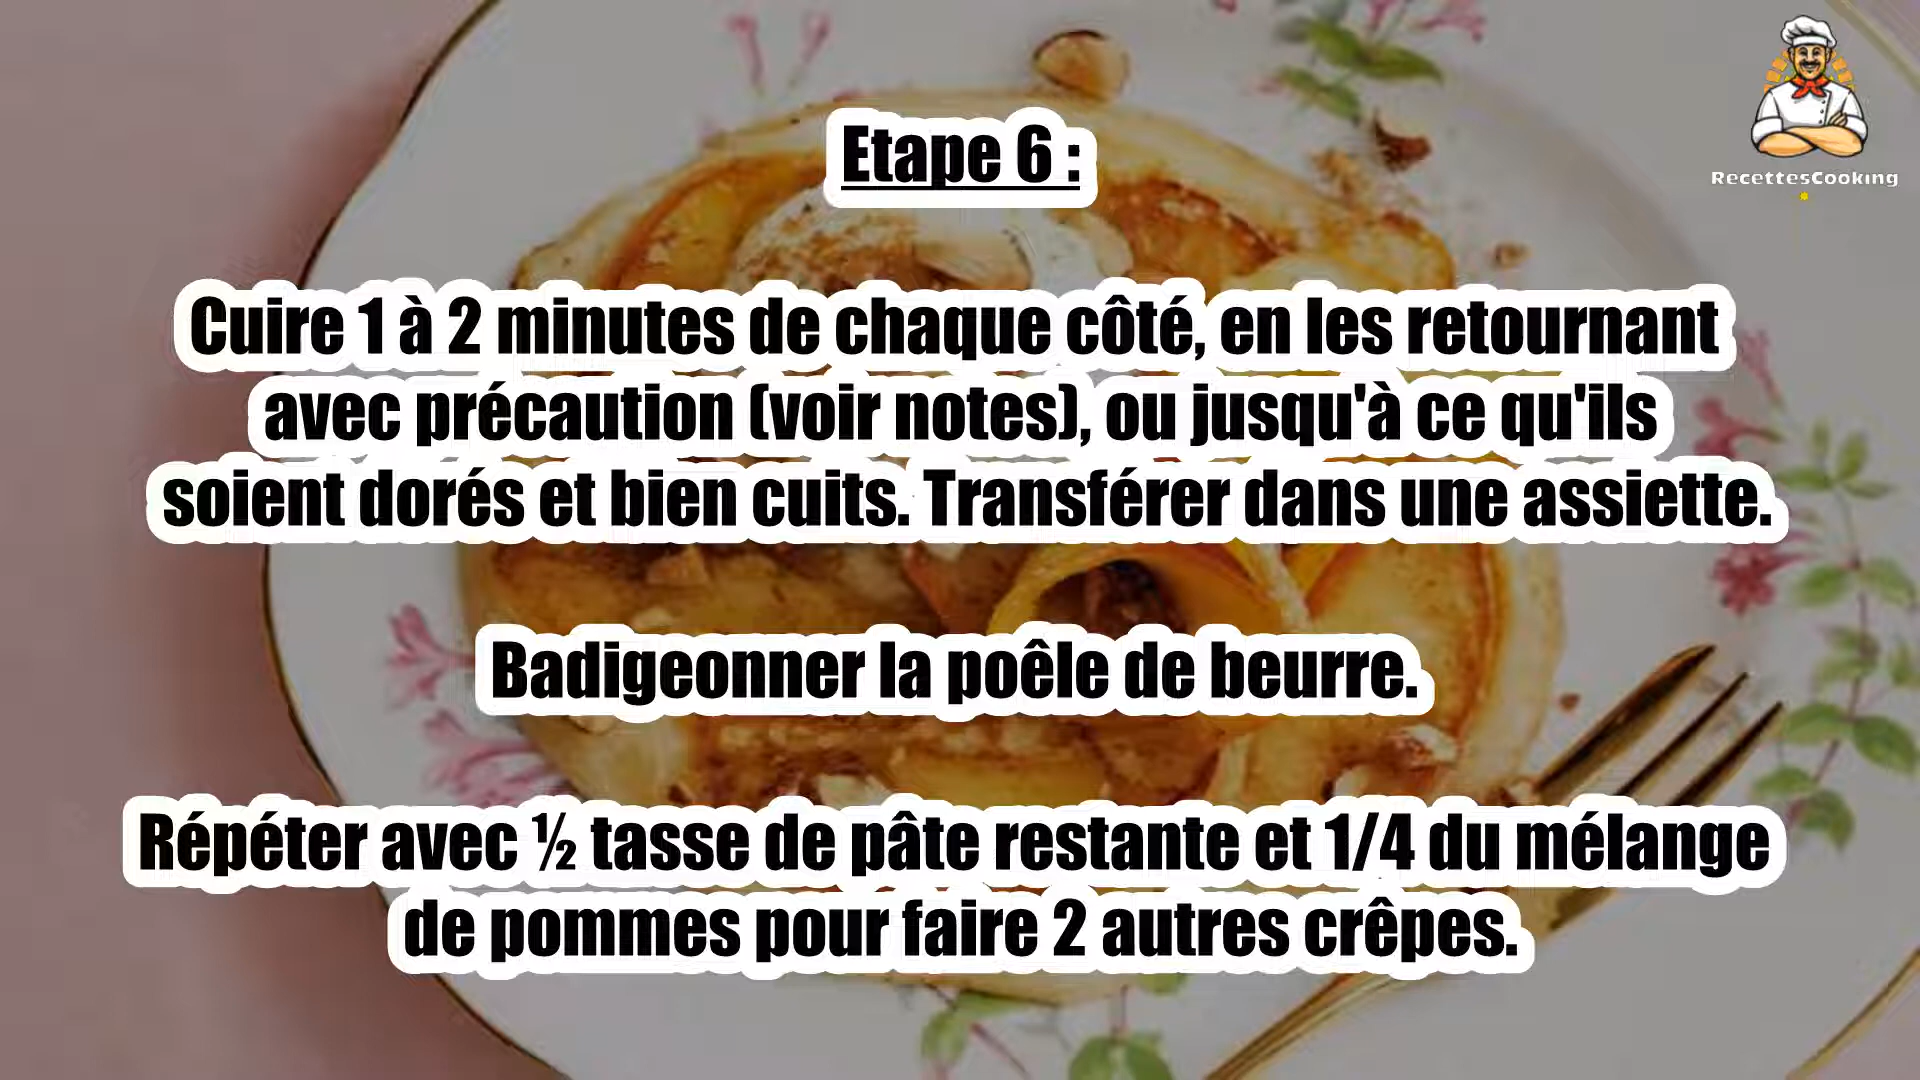 RecettesCooking
Etape 6 :
Cuire 1 à 2 minutes de chaque côté, en les retournant
avec précaution (voir notes), ou jusqu'à ce qu'ils
soient dorés et bien cuits. Transférer dans une assiette.
Badigeonner la poêle de beurre.
Répéter avec ½ tasse de pâte restante et 1/4 du mélange
de pommes pour faire 2 autres crêpes.